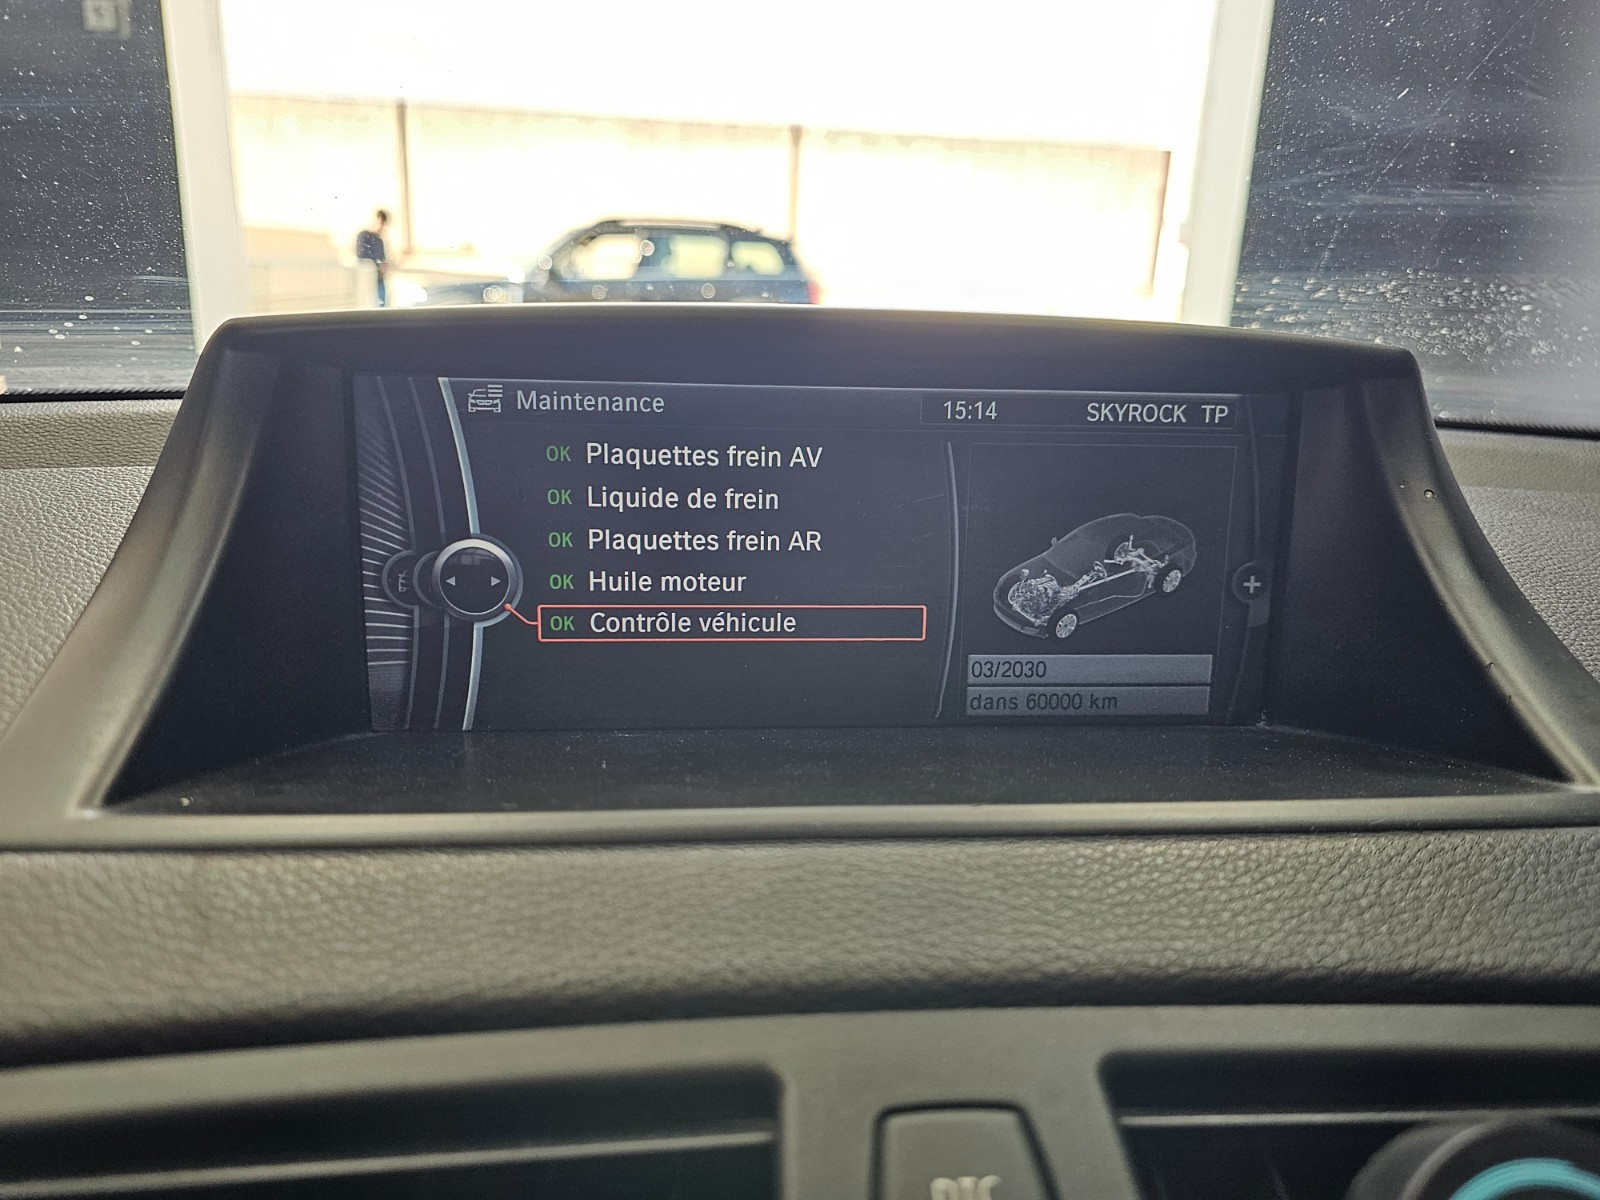 Maintenance
15:14 SKYROCK TP
OK Plaquettes frein AV
OK Liquide de frein
OK Plaquettes frein AR
OK Huile moteur
OK Contrôle véhicule
03/2030
dans 60000 km
DTC